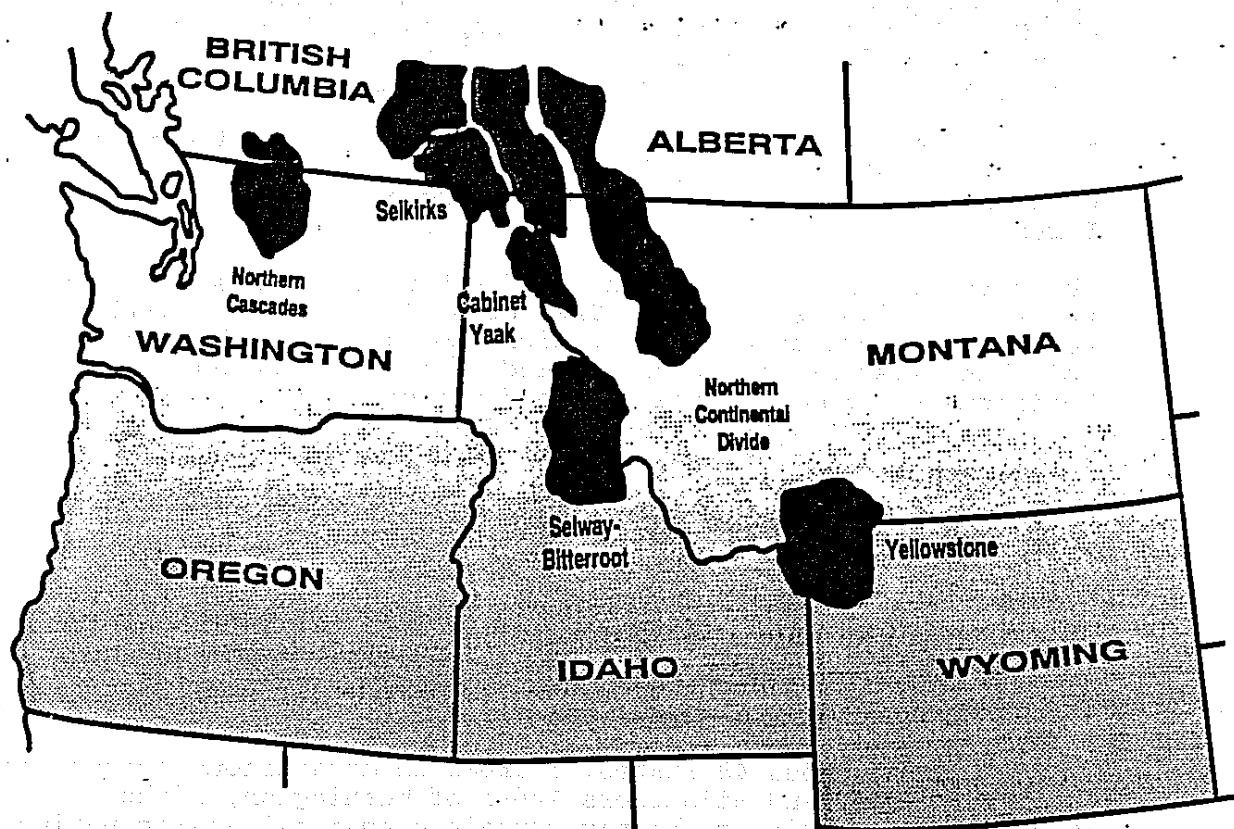 BRITISH
COLUMBIA
ALBERTA
Selkirks
Northern
Cascades
Cabinet
Yaak
WASHINGTON
MONTANA
Northern
Continental
Divide
Selway-
Bitterroot
Yellowstone
OREGON
IDAHO
WYOMING